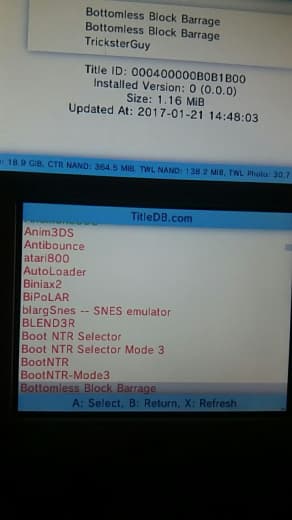 Bottomless Block Barrage
Bottomless Block Barrage
TricksterGuy
Title ID: 000400000B0B1B00
Installed Version: 0 (0.0.0)
Size: 1.16 MiB
Updated At: 2017-01-21 14:48:03
18.9 GiB, CTR NAND: 364.5 MiB, TWL NAND: 138.2 MiB, TWL Photo: 30.7
TitleDB.com
Anim3DS
Antibounce
atari800
AutoLoader
Biniax2
BiPoLAR
blargSnes -- SNES emulator
BLEND3R
Boot NTR Selector
Boot NTR Selector Mode 3
BootNTR
BootNTR-Mode3
Bottomless Block Barrage
A: Select, B: Return, X: Refresh